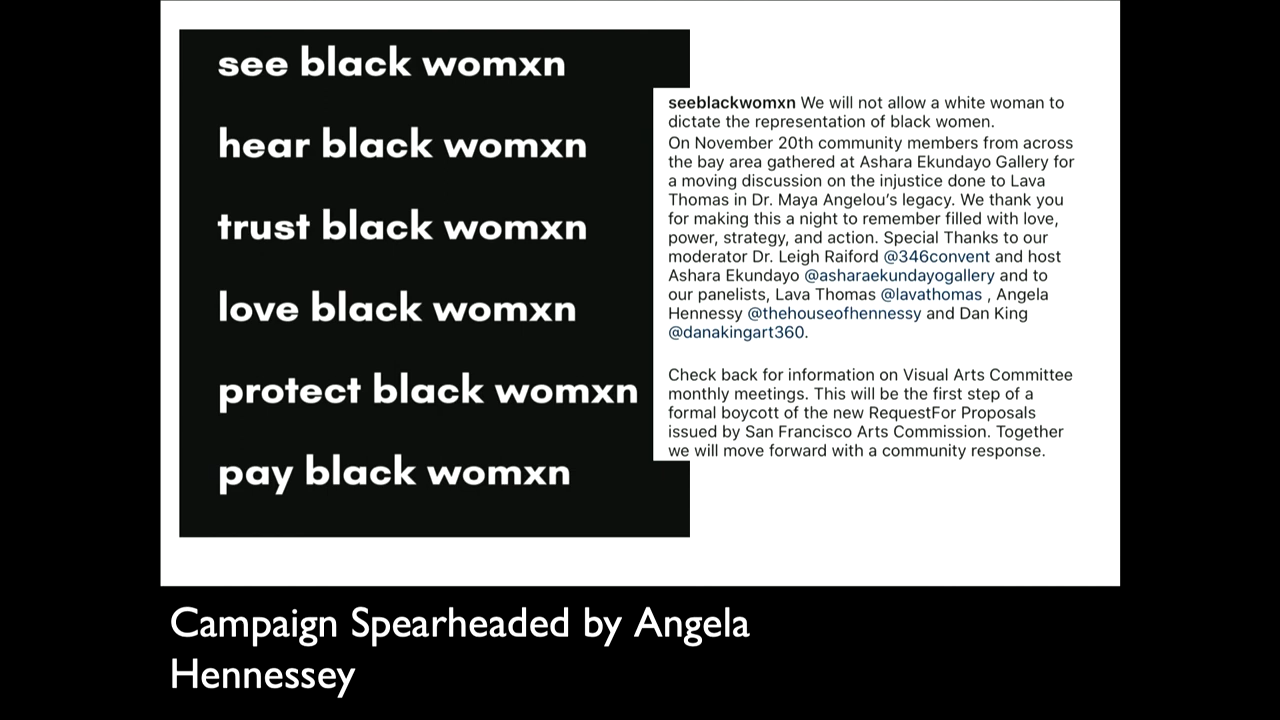 see black womxn
hear black womxn
trust black womxn
love black womxn
protect black womxn
pay black womxn
seeblackwomxn We will not allow a white woman to
dictate the representation of black women.
On November 20th community members from across
the bay area gathered at Ashara Ekundayo Gallery for
a moving discussion on the injustice done to Lava
Thomas in Dr. Maya Angelou’s legacy. We thank you
for making this a night to remember filled with love,
power, strategy, and action. Special Thanks to our
moderator Dr. Leigh Raiford @346convent and host
Ashara Ekundayo @asharaekundayogallery and to
our panelists, Lava Thomas @lavathomas , Angela
Hennessy @thehouseofhennessy and Dan King
@danakingart360.
Check back for information on Visual Arts Committee
monthly meetings. This will be the first step of a
formal boycott of the new RequestFor Proposals
issued by San Francisco Arts Commission. Together
we will move forward with a community response.
Campaign Spearheaded by Angela
Hennessey